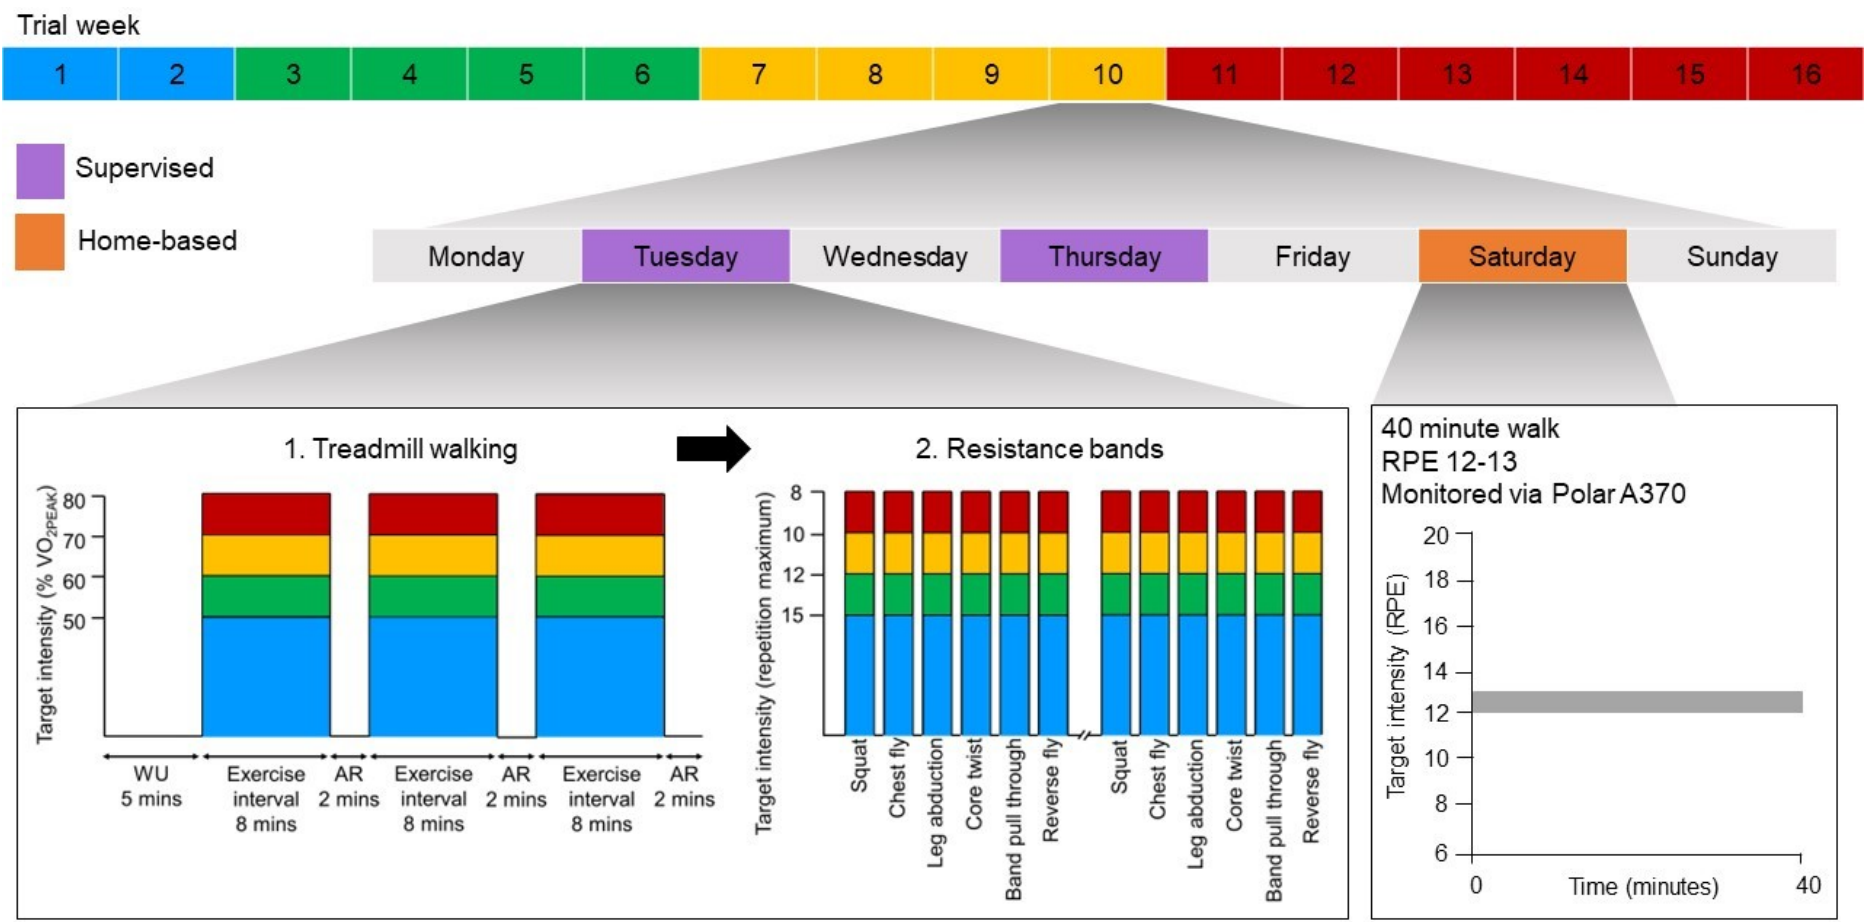 Trial week
1 2 3 4 5 6 7 8 9 10 11 12 13 14 15 16
Supervised
Home-based
Monday Tuesday Wednesday Thursday Friday Saturday Sunday
1. Treadmill walking
Target intensity (% VO2PEAK)
80
70
60
50
WU
5 mins
Exercise
interval
8 mins
AR
2 mins
Exercise
interval
8 mins
AR
2 mins
Exercise
interval
8 mins
AR
2 mins
2. Resistance bands
Target intensity (repetition maximum)
8
10
12
15
Squat
Chest fly
Leg abduction
Core twist
Band pull through
Reverse fly
Squat
Chest fly
Leg abduction
Core twist
Band pull through
Reverse fly
40 minute walk
RPE 12-13
Monitored via Polar A370
Target intensity (RPE)
20
18
16
14
12
10
8
6
0 Time (minutes) 40